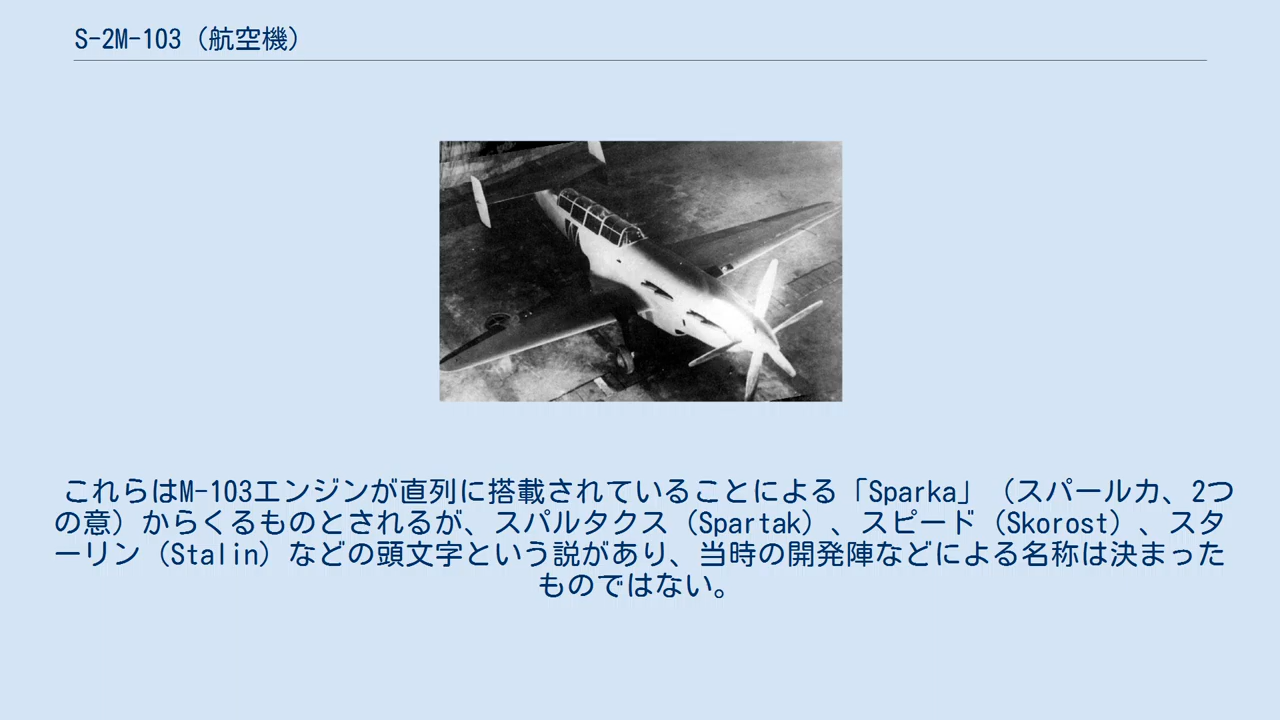 S-2M-103（航空機）
これらはM-103エンジンが直列に搭載されていることによる「Sparka」（スパールカ、2つ
の意）からくるものとされるが、スパルタクス（Spartak）、スピード（Skorost）、スタ
ーリン（Stalin）などの頭文字という説があり、当時の開発陣などによる名称は決まった
ものではない。